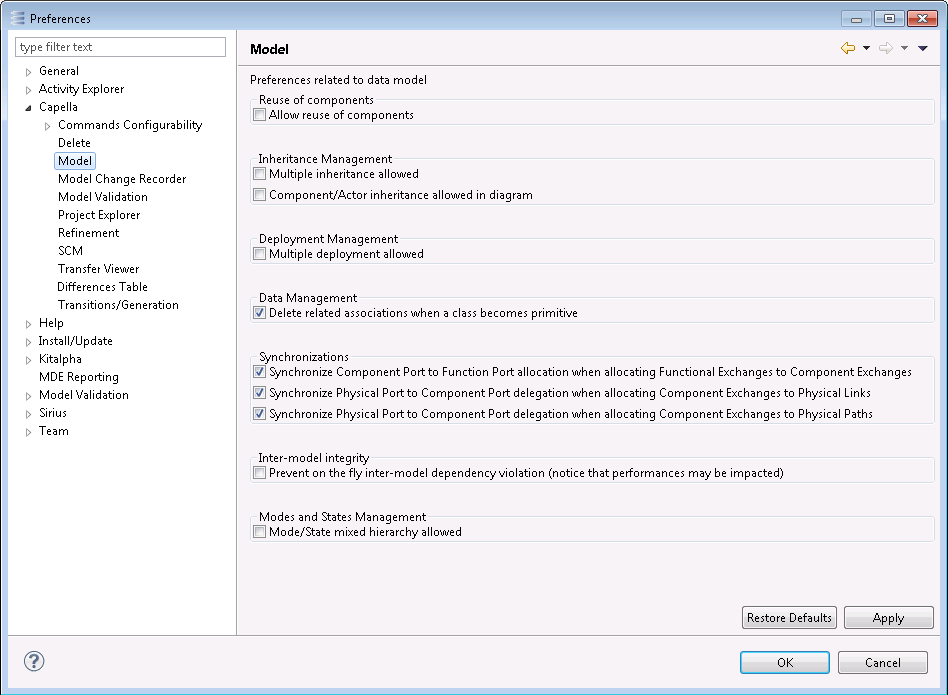 Preferences
type filter text
General
Activity Explorer
Capella
Commands Configurability
Delete
Model
Model Change Recorder
Model Validation
Project Explorer
Refinement
SCM
Transfer Viewer
Differences Table
Transitions/Generation
Help
Install/Update
Kitalpha
MDE Reporting
Model Validation
Sirius
Team
Model
Preferences related to data model
Reuse of components
Allow reuse of components
Inheritance Management
Multiple inheritance allowed
Component/Actor inheritance allowed in diagram
Deployment Management
Multiple deployment allowed
Data Management
Delete related associations when a class becomes primitive
Synchronizations
Synchronize Component Port to Function Port allocation when allocating Functional Exchanges to Component Exchanges
Synchronize Physical Port to Component Port delegation when allocating Component Exchanges to Physical Links
Synchronize Physical Port to Component Port delegation when allocating Component Exchanges to Physical Paths
Inter-model integrity
Prevent on the fly inter-model dependency violation (notice that performances may be impacted)
Modes and States Management
Mode/State mixed hierarchy allowed
Restore Defaults
Apply
?
OK
Cancel